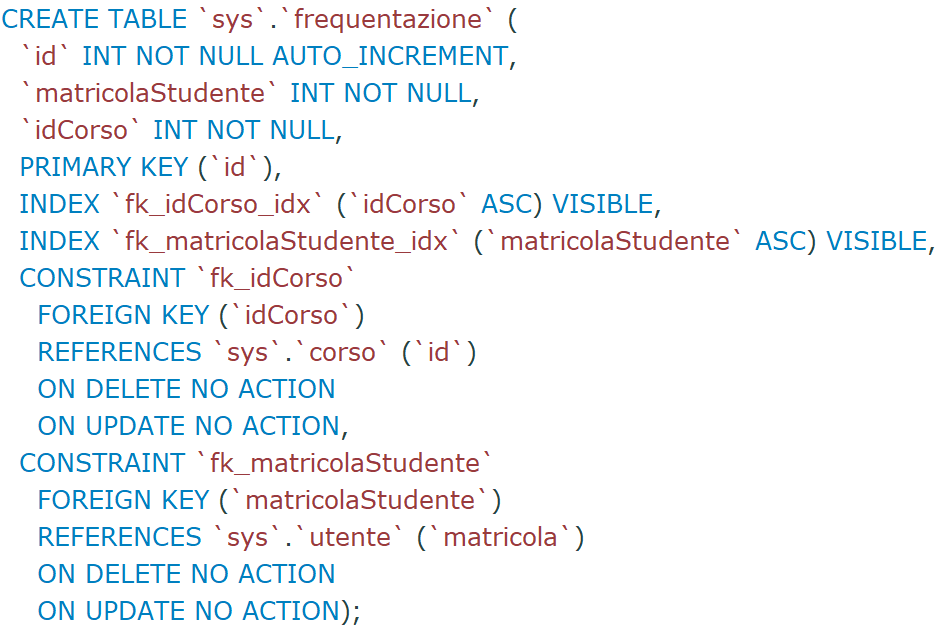 CREATE TABLE `sys`.`frequentazione` (
  `id` INT NOT NULL AUTO_INCREMENT,
  `matricolaStudente` INT NOT NULL,
  `idCorso` INT NOT NULL,
  PRIMARY KEY (`id`),
  INDEX `fk_idCorso_idx` (`idCorso` ASC) VISIBLE,
  INDEX `fk_matricolaStudente_idx` (`matricolaStudente` ASC) VISIBLE,
  CONSTRAINT `fk_idCorso`
    FOREIGN KEY (`idCorso`)
    REFERENCES `sys`.`corso` (`id`)
    ON DELETE NO ACTION
    ON UPDATE NO ACTION,
  CONSTRAINT `fk_matricolaStudente`
    FOREIGN KEY (`matricolaStudente`)
    REFERENCES `sys`.`utente` (`matricola`)
    ON DELETE NO ACTION
    ON UPDATE NO ACTION);